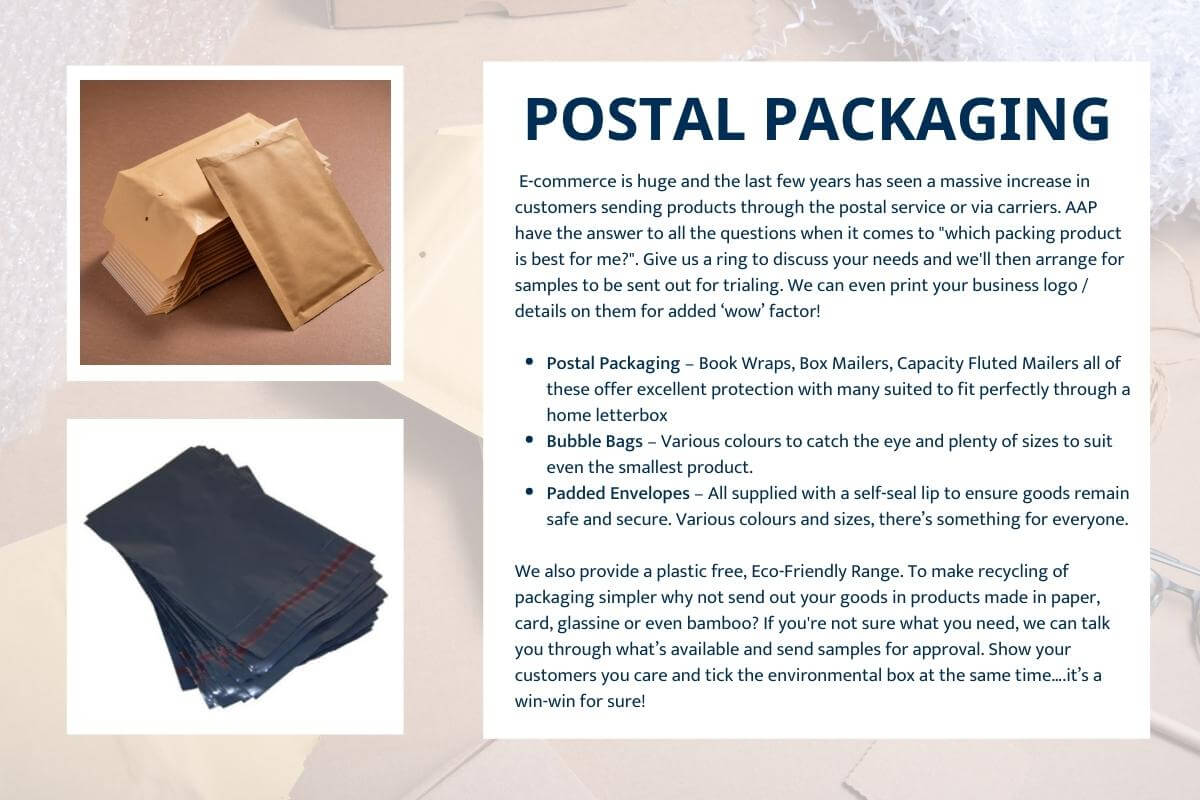 POSTAL PACKAGING
E-commerce is huge and the last few years has seen a massive increase in
customers sending products through the postal service or via carriers. AAP
have the answer to all the questions when it comes to "which packing product
is best for me?". Give us a ring to discuss your needs and we'll then arrange for
samples to be sent out for trialing. We can even print your business logo /
details on them for added ‘wow’ factor!
• Postal Packaging – Book Wraps, Box Mailers, Capacity Fluted Mailers all of
these offer excellent protection with many suited to fit perfectly through a
home letterbox
• Bubble Bags – Various colours to catch the eye and plenty of sizes to suit
even the smallest product.
• Padded Envelopes – All supplied with a self-seal lip to ensure goods remain
safe and secure. Various colours and sizes, there’s something for everyone.
We also provide a plastic free, Eco-Friendly Range. To make recycling of
packaging simpler why not send out your goods in products made in paper,
card, glassine or even bamboo? If you're not sure what you need, we can talk
you through what’s available and send samples for approval. Show your
customers you care and tick the environmental box at the same time....it’s a
win-win for sure!